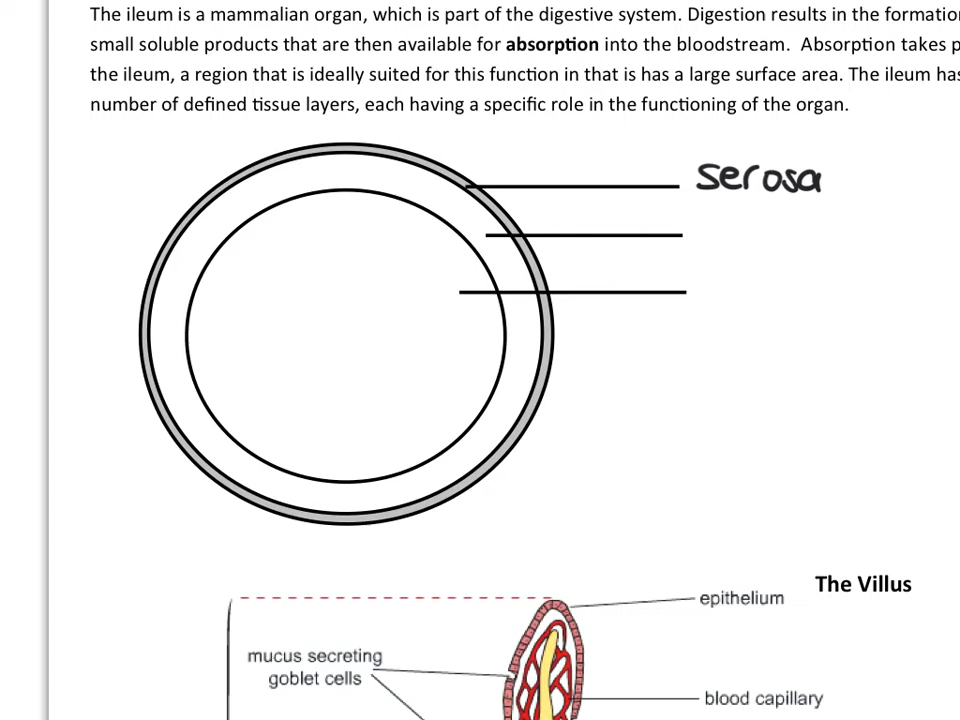 The ileum is a mammalian organ, which is part of the digestive system. Digestion results in the
small soluble products that are then available for absorption into the bloodstream. Absorption takes
the ileum, a region that is ideally suited for this function in that is has a large surface area. The ileum
number of defined tissue layers, each having a specific role in the functioning of the organ.
serosa
The Villus
epithelium
mucus secreting
goblet cells
blood capillary